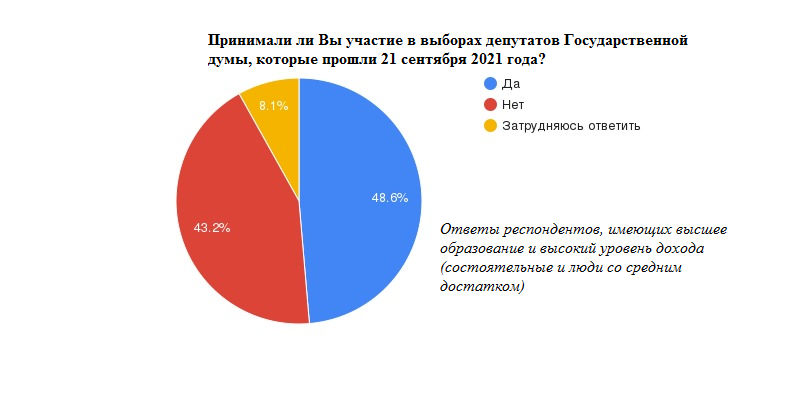 Принимали ли Вы участие в выборах депутатов Государственной
думы, которые прошли 21 сентября 2021 года?
Да
Нет
Затрудняюсь ответить
8.1%
48.6%
43.2%
Ответы респондентов, имеющих высшее
образование и высокий уровень дохода
(состоятельные и люди со средним
достатком)